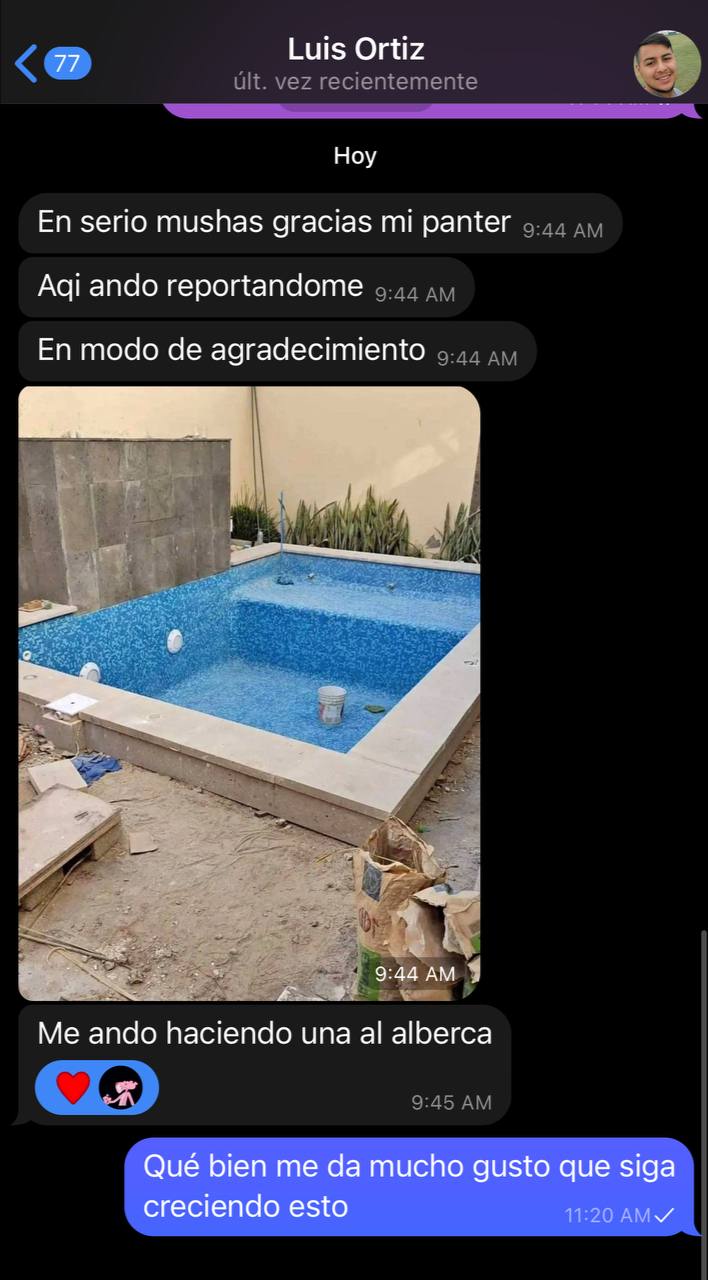 77
Luis Ortiz
últ. vez recientemente
Hoy
En serio mushas gracias mi panter 9:44 AM
Aqi ando reportandome 9:44 AM
En modo de agradecimiento 9:44 AM
9:44 AM
Me ando haciendo una al alberca
9:45 AM
Qué bien me da mucho gusto que siga
creciendo esto 11:20 AM